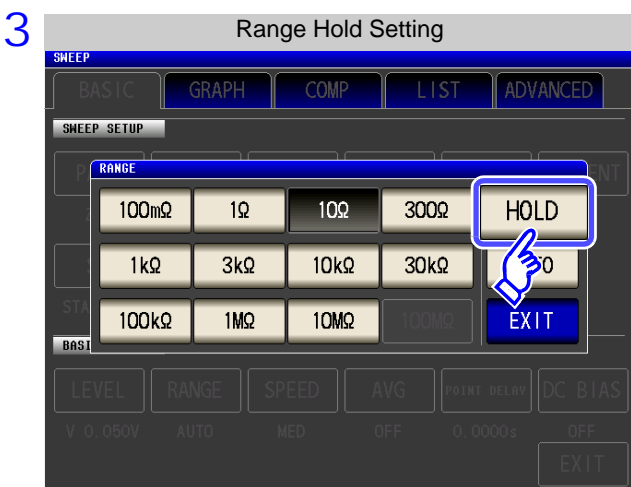 3
Range Hold Setting
SWEEP
BASIC GRAPH COMP LIST ADVANCED
SWEEP SETUP
RANGE
100mΩ 1Ω 10Ω 300Ω HOLD
1kΩ 3kΩ 10kΩ 30kΩ
100kΩ 1MΩ 10MΩ 100MΩ EXIT
BASI
LEVEL RANGE SPEED AVG POINT DELAY DC BIAS
V 0.050V AUTO MED OFF 0.0000s OFF
EXIT